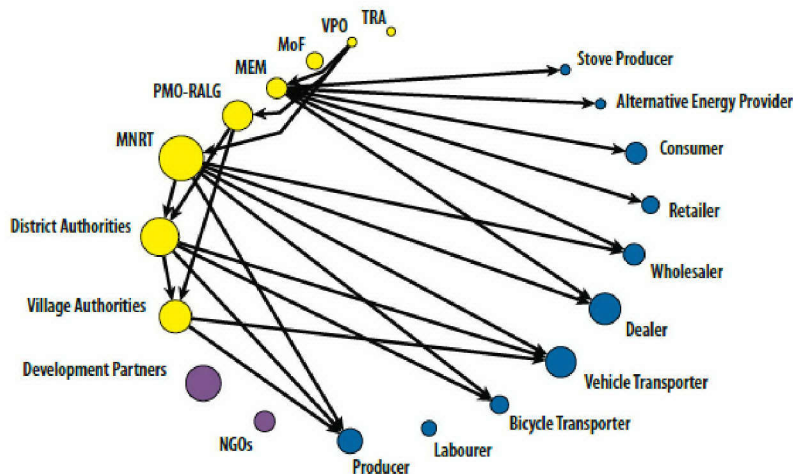 TRA
VPO
MoF
MEM
PMO-RALG
MNRT
District Authorities
Village Authorities
Development Partners
NGOs
Producer
Labourer
Bicycle Transporter
Vehicle Transporter
Dealer
Wholesaler
Retailer
Consumer
Alternative Energy Provider
Stove Producer